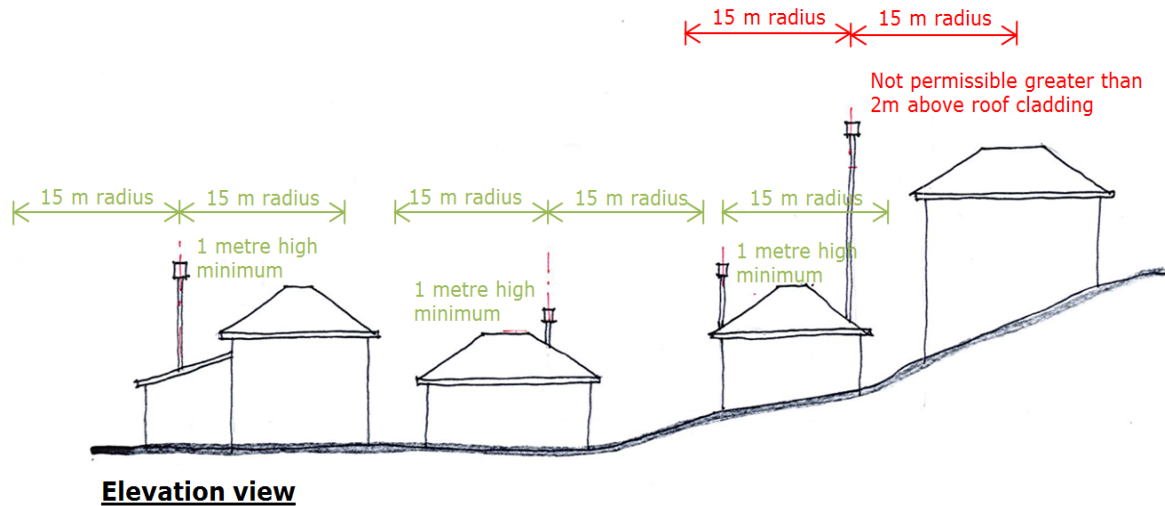 15 m radius
15 m radius
Not permissible greater than
2m above roof cladding
15 m radius
15 m radius
15 m radius
15 m radius
15 m radius
1 metre high
minimum
1 metre high
minimum
1 metre high
minimum
Elevation view